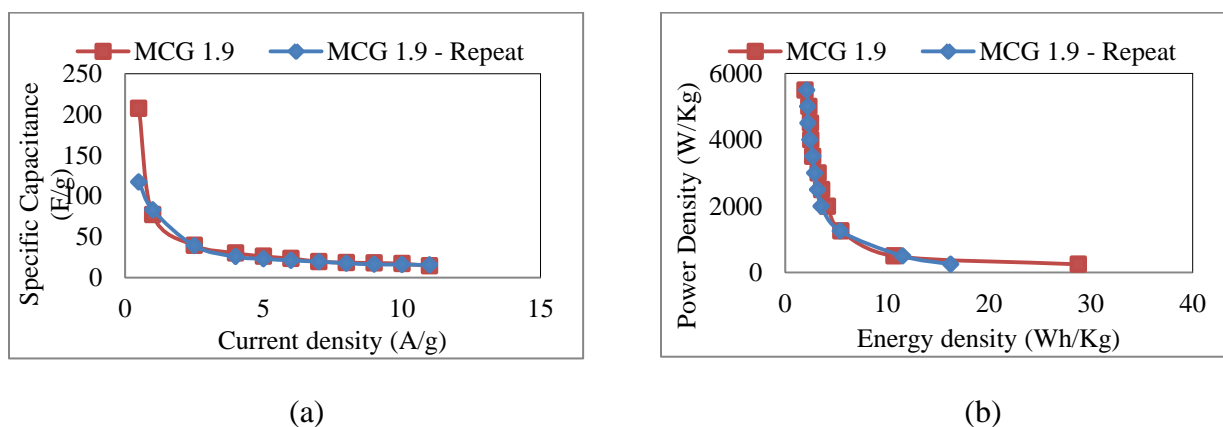 MCG 1.9 MCG 1.9 - Repeat
250
200
150
100
50
0
0 5 10 15
Specific Capacitance
(F/g)
Current density (A/g)
(a)
MCG 1.9 MCG 1.9 - Repeat
6000
4000
2000
0
0 10 20 30 40
Power Density (W/Kg)
Energy density (Wh/Kg)
(b)